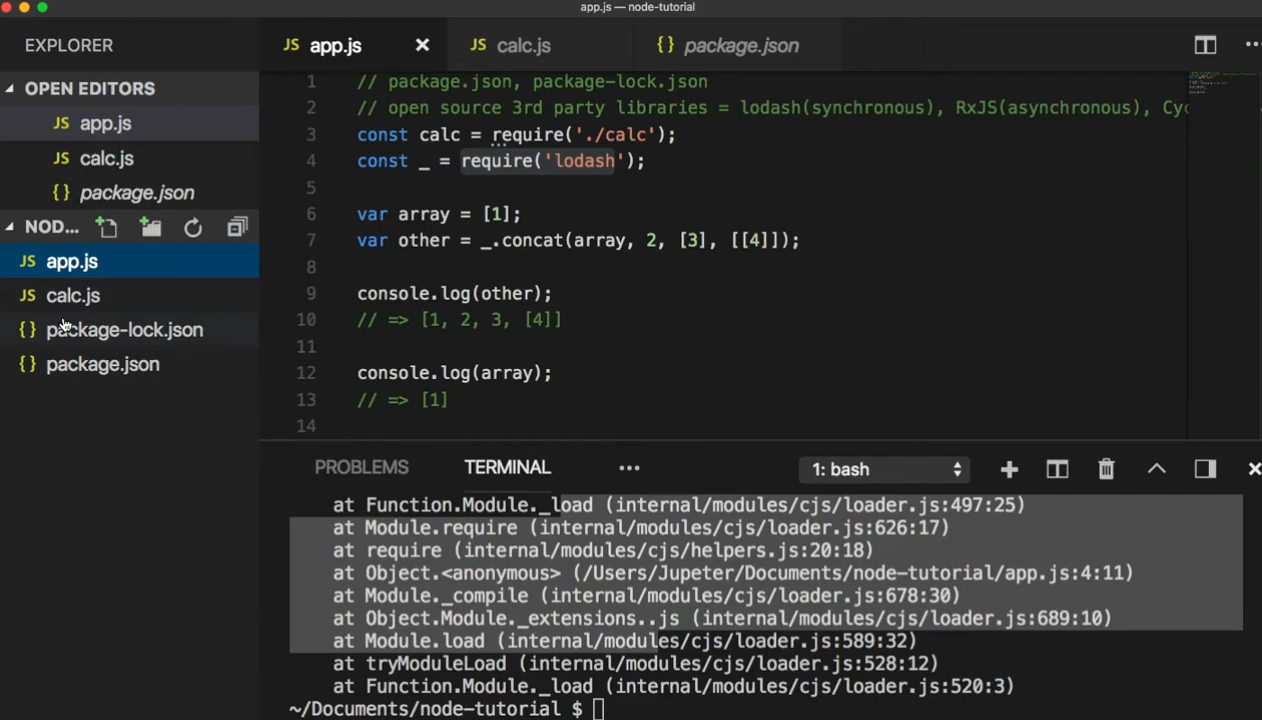 app.js — node-tutorial
EXPLORER
OPEN EDITORS
JS app.js
JS calc.js
{} package.json
NOD...
JS app.js
JS calc.js
{} package-lock.json
{} package.json
JS app.js
JS calc.js
{} package.json
1 // package.json, package-lock.json
2 // open source 3rd party libraries = lodash(synchronous), RxJS(asynchronous), Cyc
3 const calc = require('./calc');
4 const _ = require('lodash');
5
6 var array = [1];
7 var other = _.concat(array, 2, [3], [[4]]);
8
9 console.log(other);
10 // => [1, 2, 3, [4]]
11
12 console.log(array);
13 // => [1]
14
PROBLEMS TERMINAL ••• 1: bash
at Function.Module._load (internal/modules/cjs/loader.js:497:25)
at Module.require (internal/modules/cjs/loader.js:626:17)
at require (internal/modules/cjs/helpers.js:20:18)
at Object.<anonymous> (/Users/Jupeter/Documents/node-tutorial/app.js:4:11)
at Module._compile (internal/modules/cjs/loader.js:678:30)
at Object.Module._extensions..js (internal/modules/cjs/loader.js:689:10)
at Module.load (internal/modules/cjs/loader.js:589:32)
at tryModuleLoad (internal/modules/cjs/loader.js:528:12)
at Function.Module._load (internal/modules/cjs/loader.js:520:3)
~/Documents/node-tutorial $